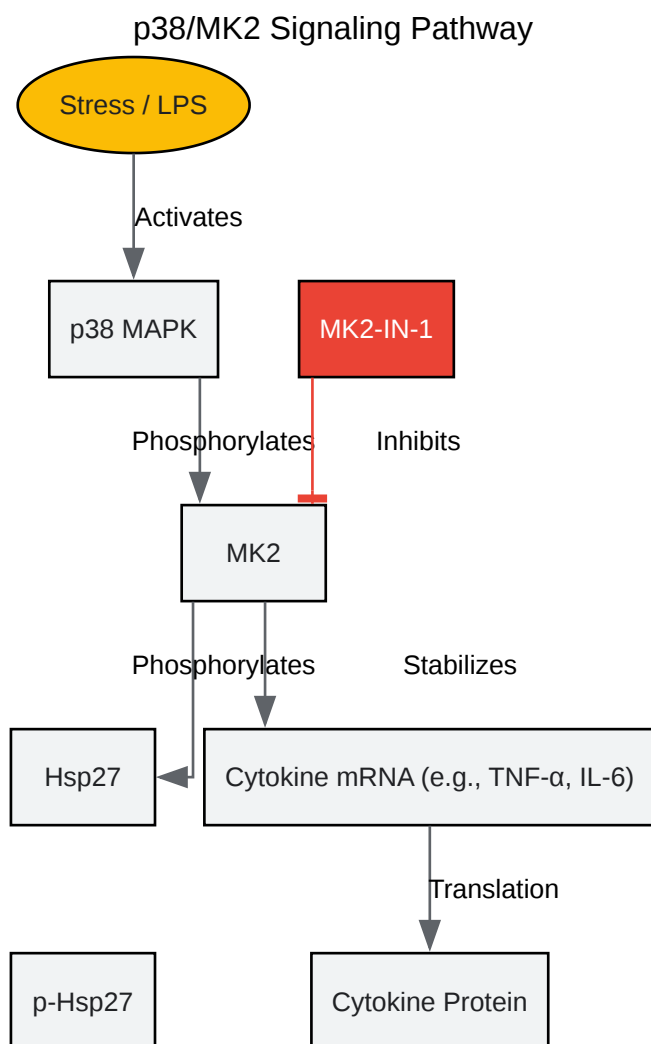 p38/MK2 Signaling Pathway
Stress / LPS
Activates
p38 MAPK
MK2-IN-1
Phosphorylates
Inhibits
MK2
Phosphorylates
Stabilizes
Hsp27
Cytokine mRNA (e.g., TNF-α, IL-6)
Translation
p-Hsp27
Cytokine Protein